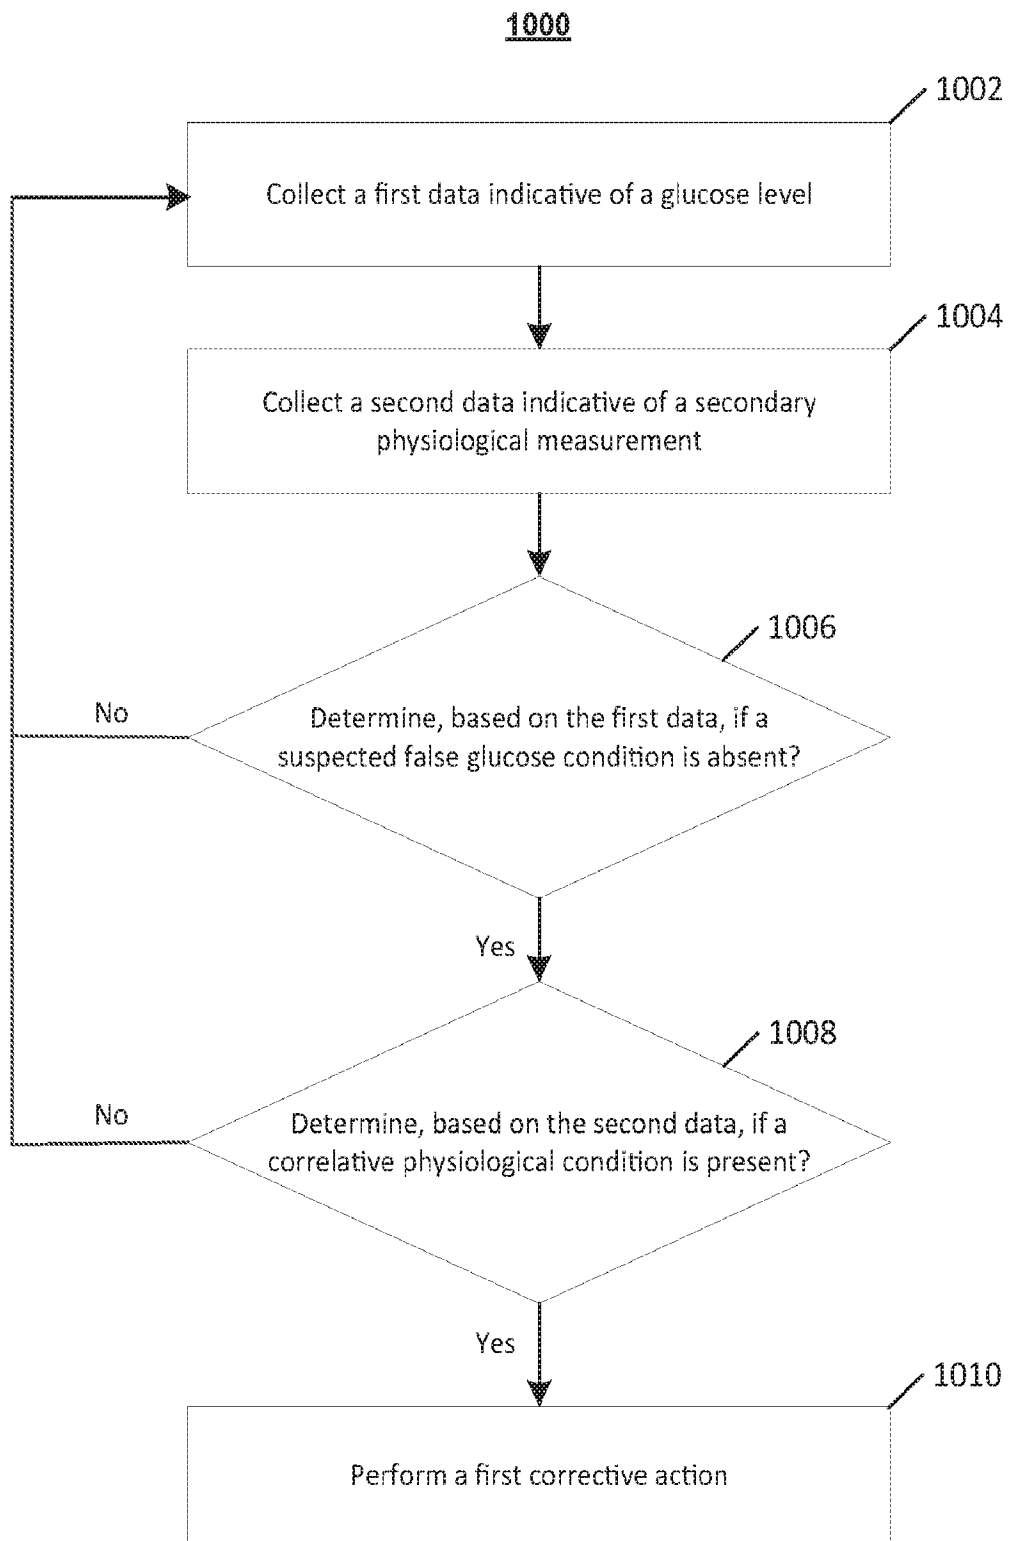 1000
1002
Collect a first data indicative of a glucose level
1004
Collect a second data indicative of a secondary
physiological measurement
1006
No
Determine, based on the first data, if a
suspected false glucose condition is absent?
Yes
1008
No
Determine, based on the second data, if a
correlative physiological condition is present?
Yes
1010
Perform a first corrective action